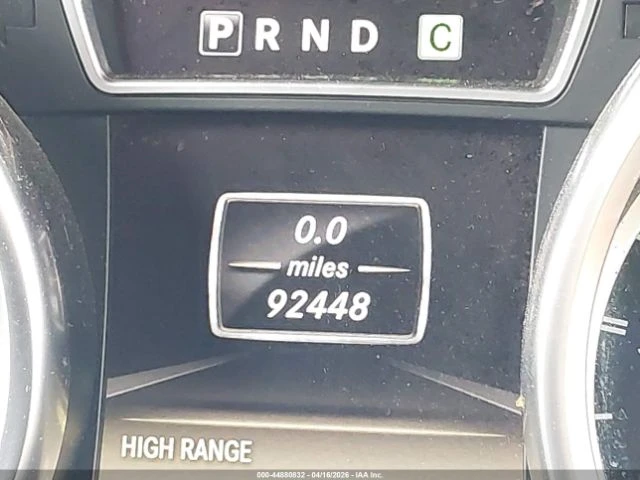 P R N D C
0.0
miles
92448
HIGH RANGE
000-44880832 - 04/16/2026 - IAA Inc.